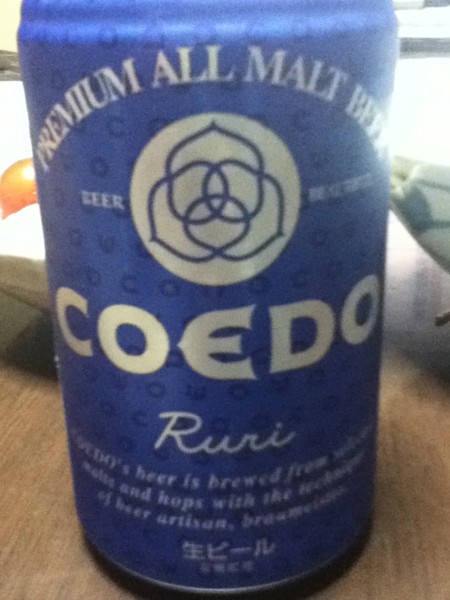 PREMIUM ALL MALT BEER
BEER
COEDO
Ruri
COEDO's beer is brewed from
malts and hops with the technique
of beer artisan, braumeister.
生ビール